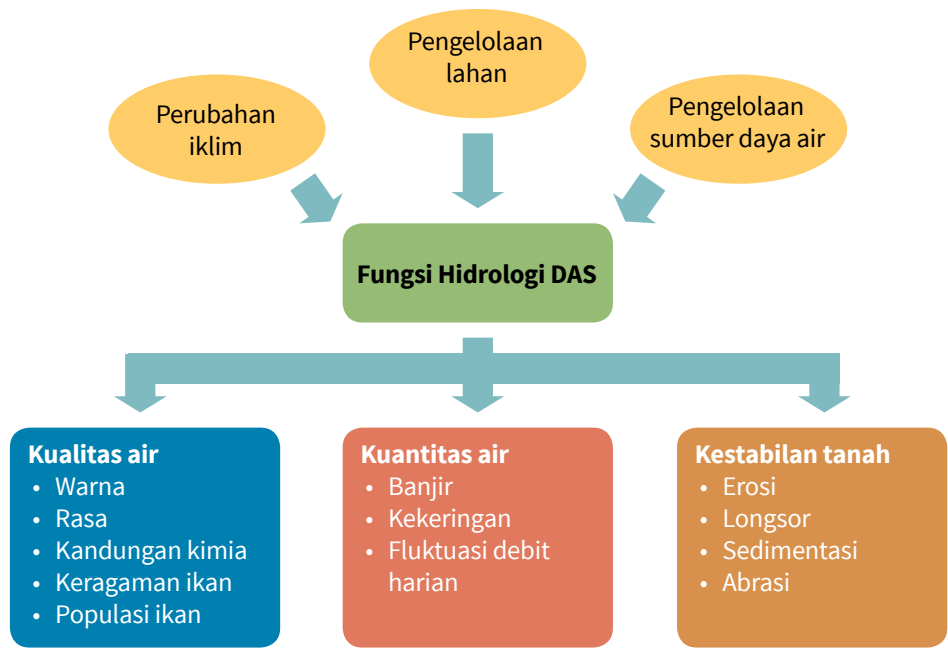 Pengelolaan
lahan
Perubahan
iklim
Pengelolaan
sumber daya air
Fungsi Hidrologi DAS
Kualitas air
• Warna
• Rasa
• Kandungan kimia
• Keragaman ikan
• Populasi ikan
Kuantitas air
• Banjir
• Kekeringan
• Fluktuasi debit
harian
Kestabilan tanah
• Erosi
• Longsor
• Sedimentasi
• Abrasi